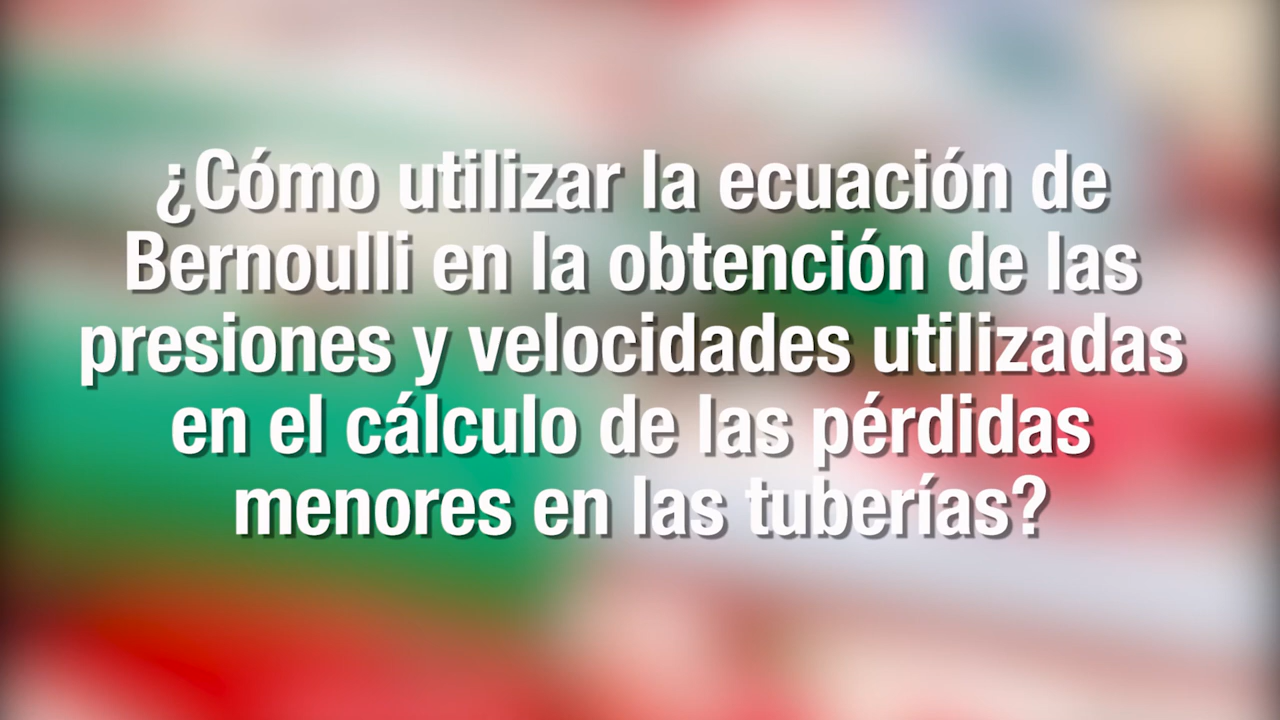 ¿Cómo utilizar la ecuación de
Bernoulli en la obtención de las
presiones y velocidades utilizadas
en el cálculo de las pérdidas
menores en las tuberías?